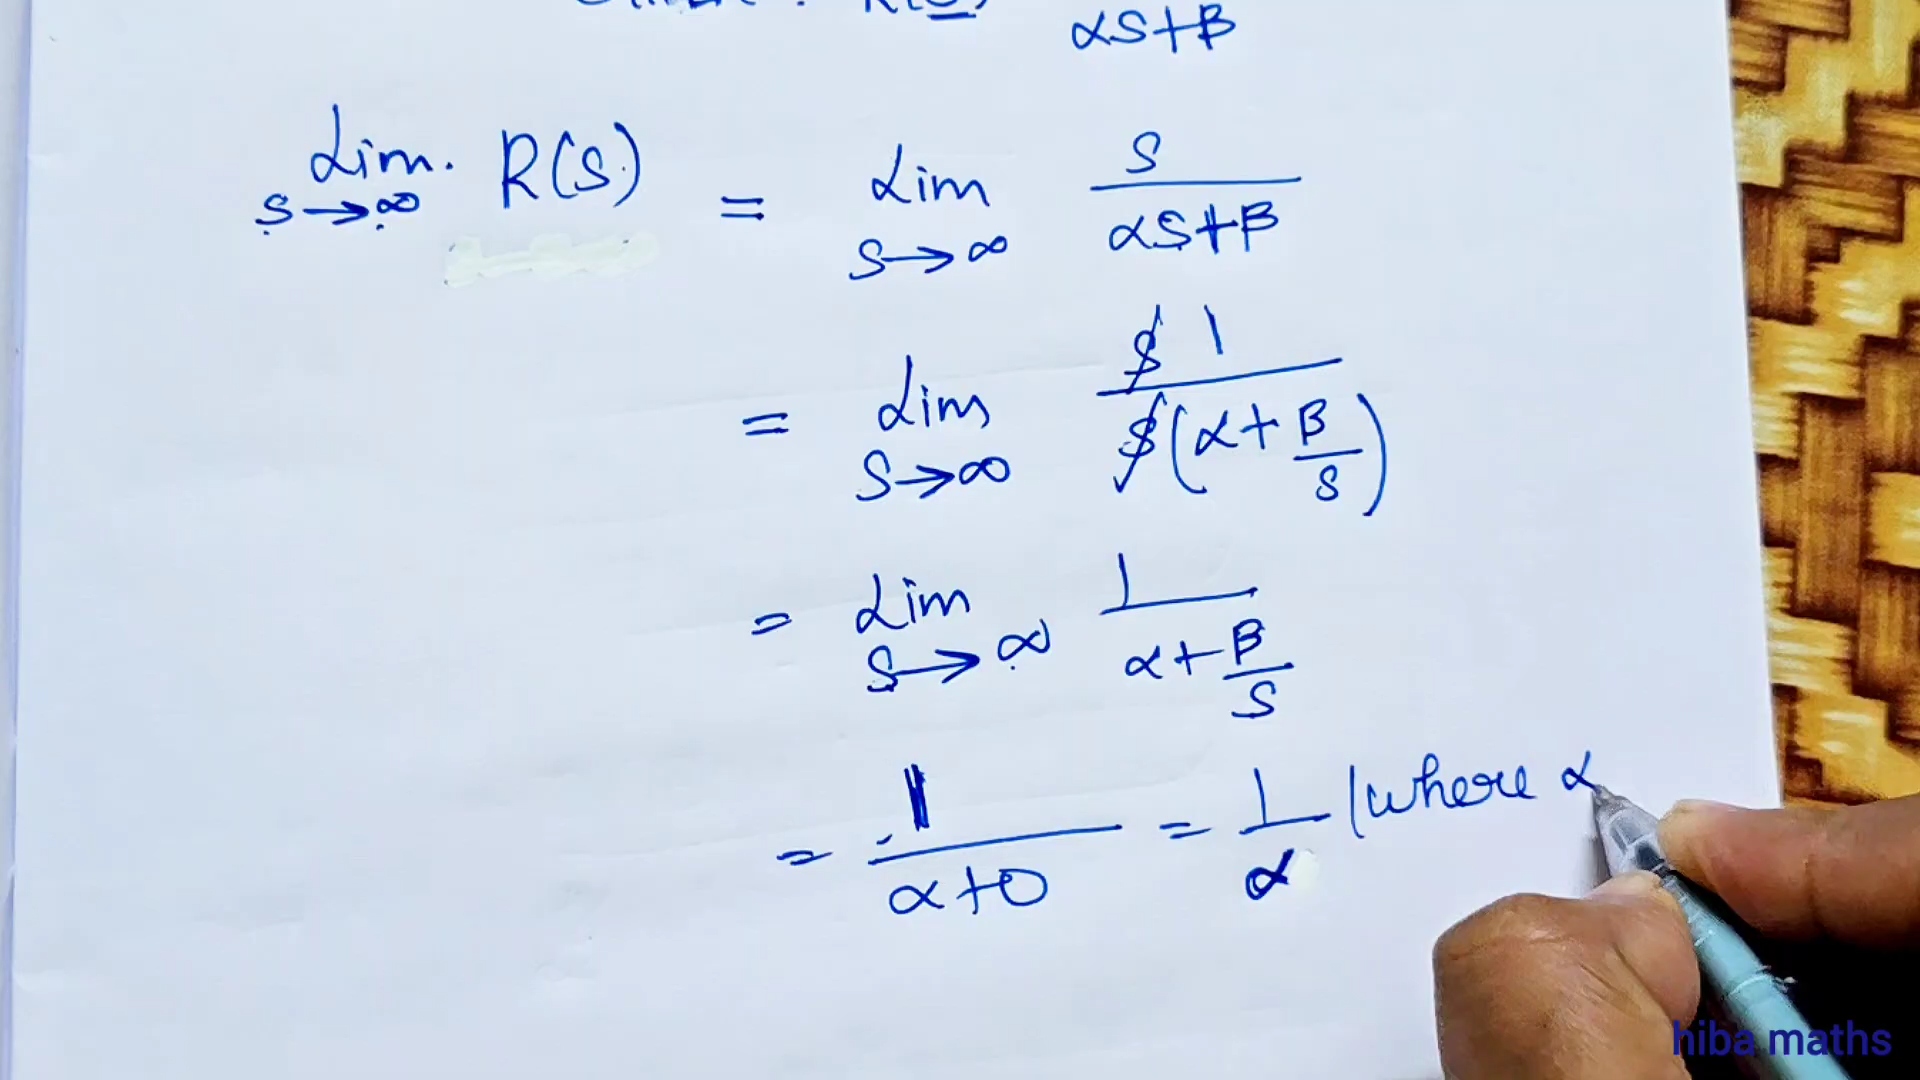 αS+β
Lim. R(S) = Lim S/(αS+β)
S→∞ S→∞
= Lim S 1/S(α+β/S)
S→∞
= Lim 1/(α+β/S)
S→∞
= 1/(α+0) = 1/α (where α
hiba maths